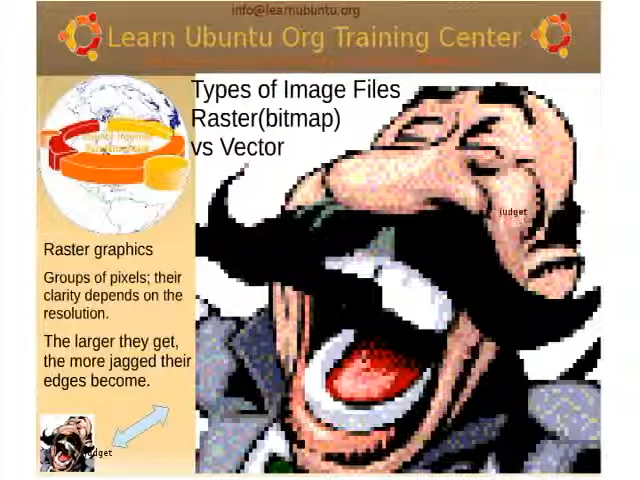 info@learnubuntu.org
Learn Ubuntu Org Training Center
Types of Image Files
Raster(bitmap)
vs Vector
judget
Raster graphics
Groups of pixels; their
clarity depends on the
resolution.
The larger they get,
the more jagged their
edges become.
judget